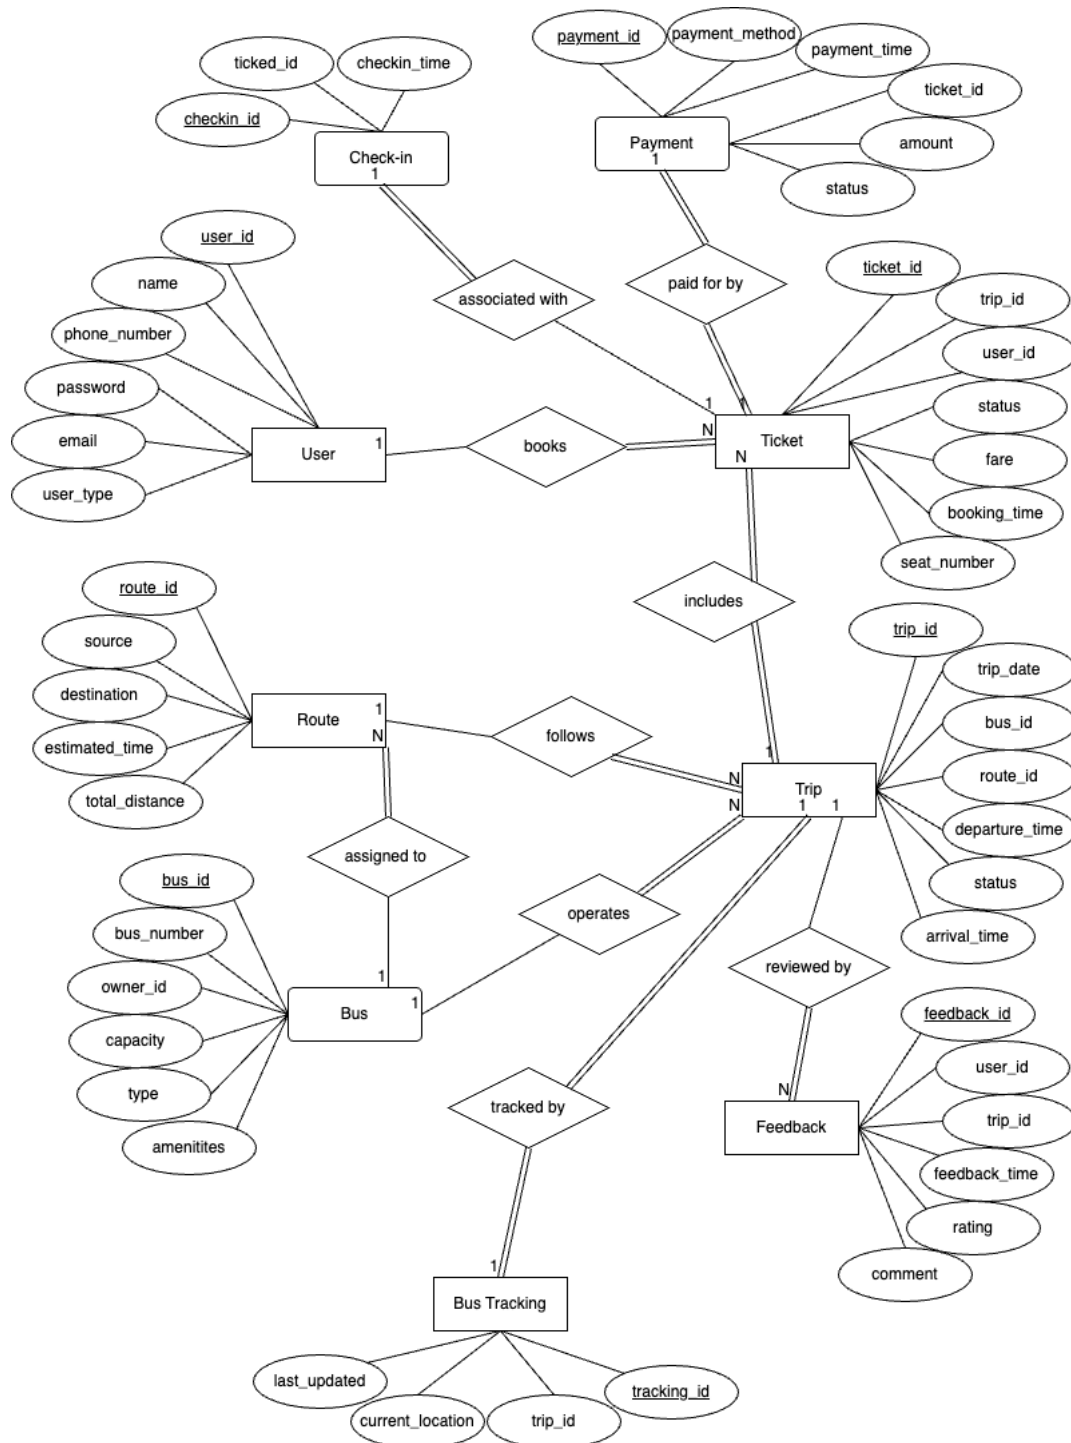 payment_id
payment_method
payment_time
ticked_id
checkin_time
ticket_id
checkin_id
Check-in
1
Payment
1
amount
status
user_id
name
phone_number
password
email
user_type
User
1
associated with
paid for by
books
ticket_id
trip_id
user_id
status
fare
booking_time
seat_number
1
1
N
N
Ticket
includes
route_id
source
destination
estimated_time
total_distance
Route
1
N
follows
trip_id
trip_date
bus_id
route_id
departure_time
status
arrival_time
1
N
N
Trip
1
1
assigned to
operates
reviewed by
bus_id
bus_number
owner_id
capacity
type
amenitites
1
1
Bus
tracked by
N
Feedback
feedback_id
user_id
trip_id
feedback_time
rating
comment
1
Bus Tracking
last_updated
current_location
trip_id
tracking_id